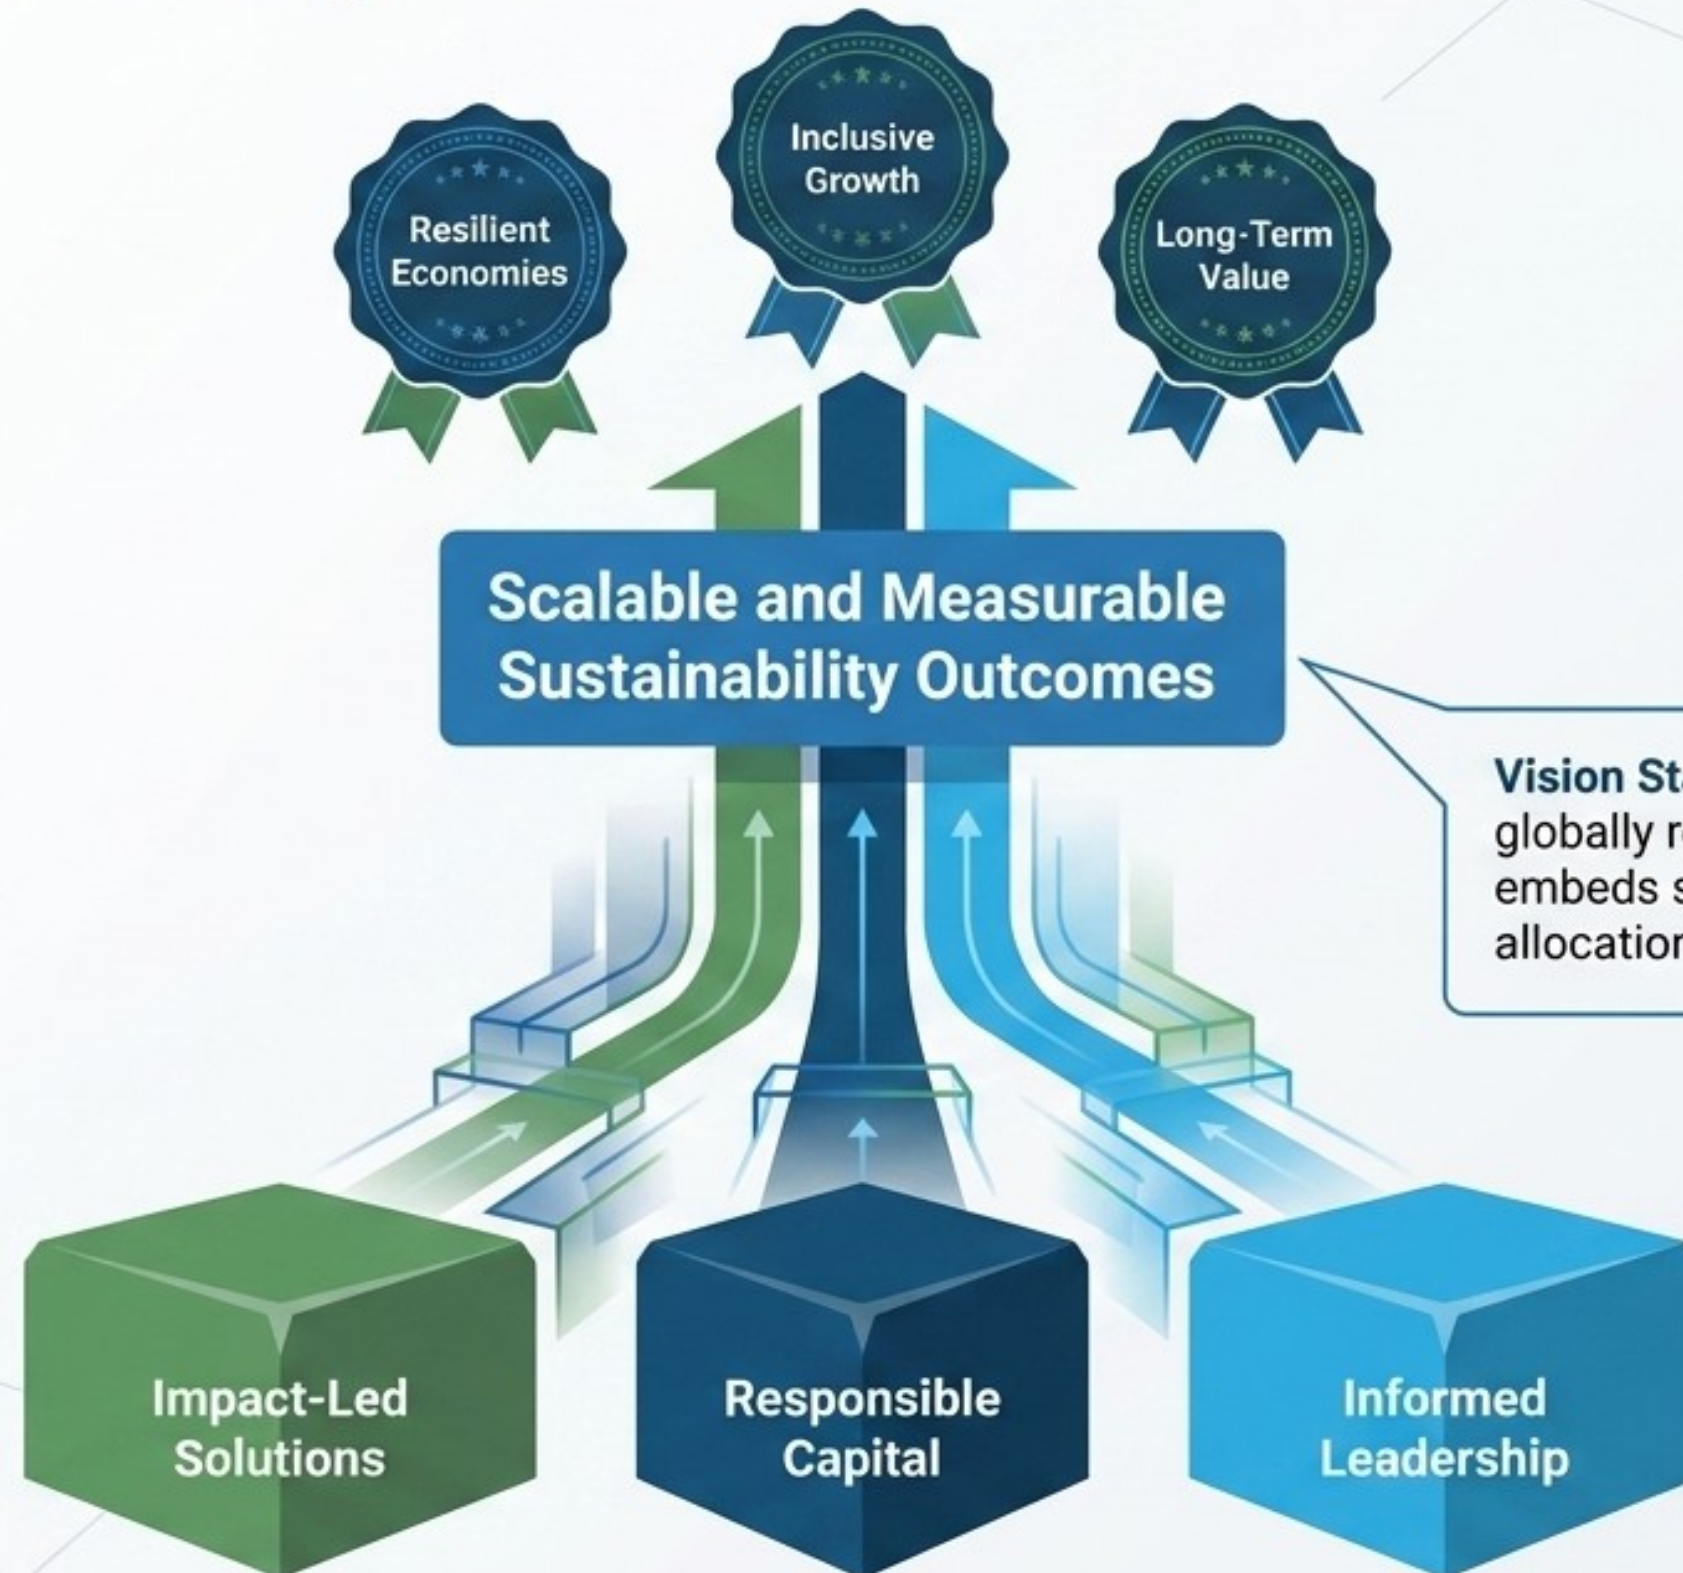 Inclusive
Growth
Resilient
Economies
Long-Term
Value
Scalable and Measurable
Sustainability Outcomes
Vision
globally
embeds
Impact-Led
Solutions
Responsible
Capital
Informed
Leadership